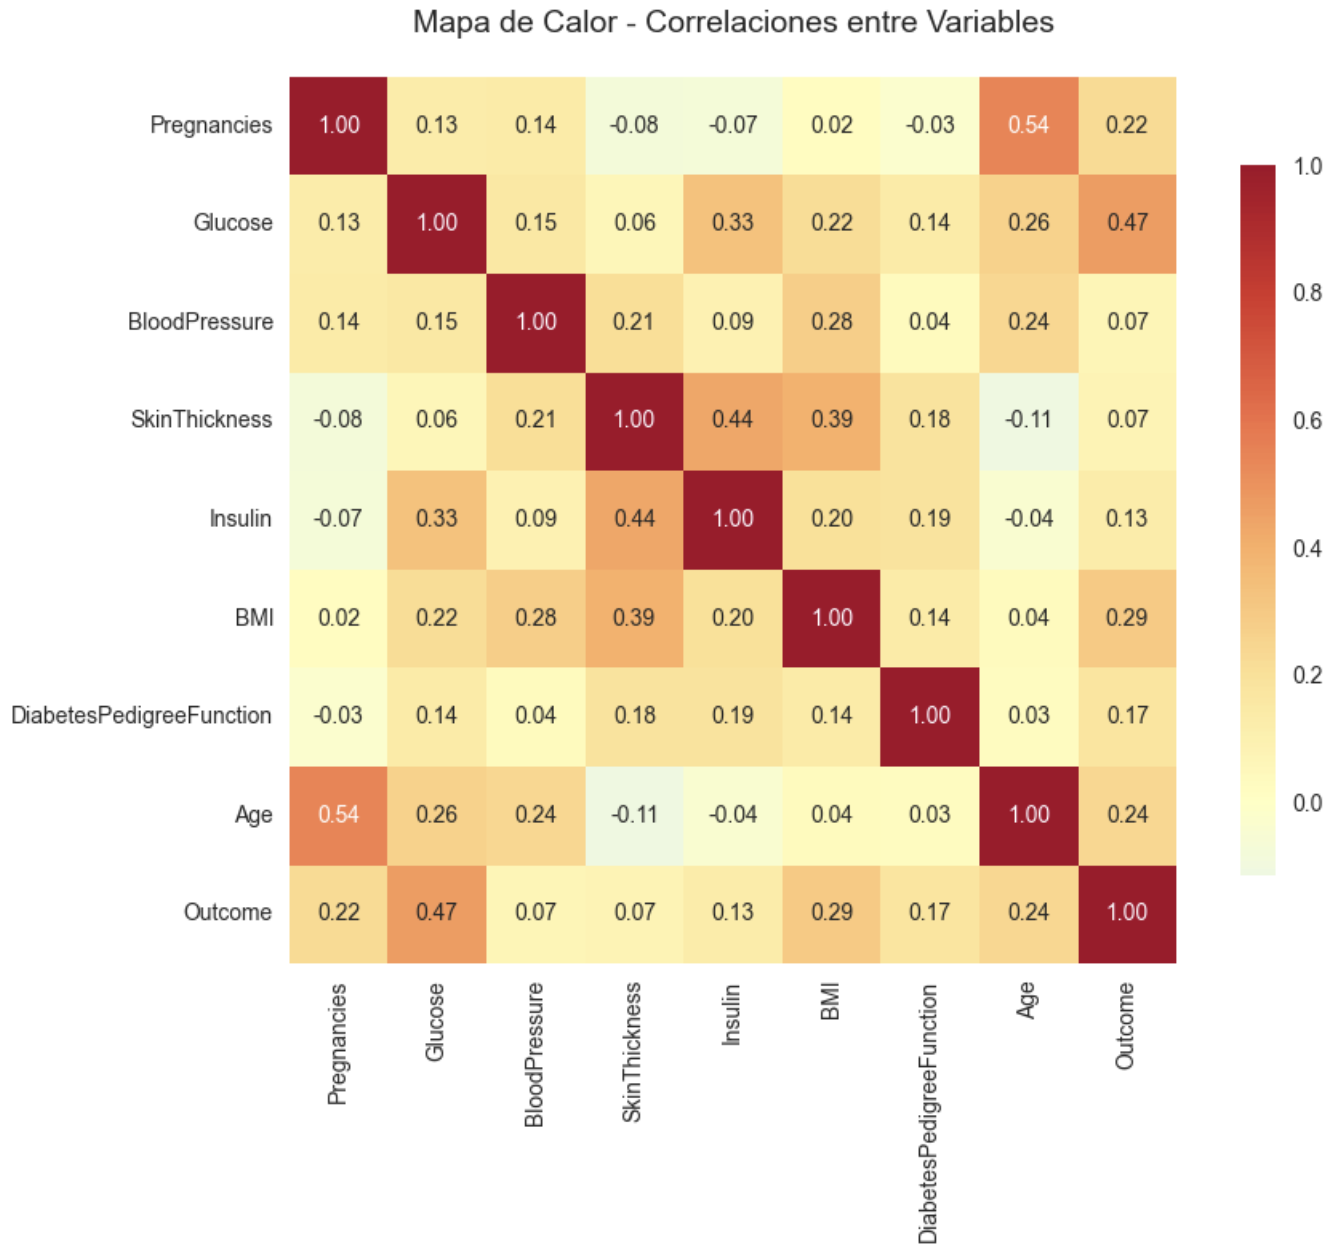 Mapa de Calor - Correlaciones entre Variables
Pregnancies 1.00 0.13 0.14 -0.08 -0.07 0.02 -0.03 0.54 0.22
Glucose 0.13 1.00 0.15 0.06 0.33 0.22 0.14 0.26 0.47
BloodPressure 0.14 0.15 1.00 0.21 0.09 0.28 0.04 0.24 0.07
SkinThickness -0.08 0.06 0.21 1.00 0.44 0.39 0.18 -0.11 0.07
Insulin -0.07 0.33 0.09 0.44 1.00 0.20 0.19 -0.04 0.13
BMI 0.02 0.22 0.28 0.39 0.20 1.00 0.14 0.04 0.29
DiabetesPedigreeFunction -0.03 0.14 0.04 0.18 0.19 0.14 1.00 0.03 0.17
Age 0.54 0.26 0.24 -0.11 -0.04 0.04 0.03 1.00 0.24
Outcome 0.22 0.47 0.07 0.07 0.13 0.29 0.17 0.24 1.00
Pregnancies
Glucose
BloodPressure
SkinThickness
Insulin
BMI
DiabetesPedigreeFunction
Age
Outcome
1.0
0.8
0.6
0.4
0.2
0.0